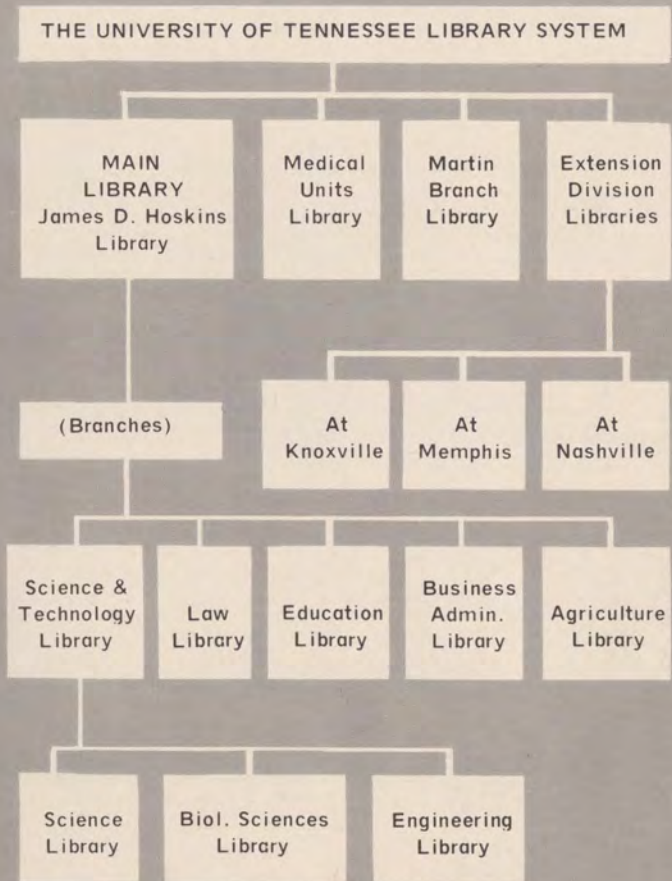 THE UNIVERSITY OF TENNESSEE LIBRARY SYSTEM
MAIN
LIBRARY
James D. Hoskins
Library
Medical
Units
Library
Martin
Branch
Library
Extension
Division
Libraries
(Branches)
At
Knoxville
At
Memphis
At
Nashville
Science &
Technology
Library
Law
Library
Education
Library
Business
Admin.
Library
Agriculture
Library
Science
Library
Biol. Sciences
Library
Engineering
Library